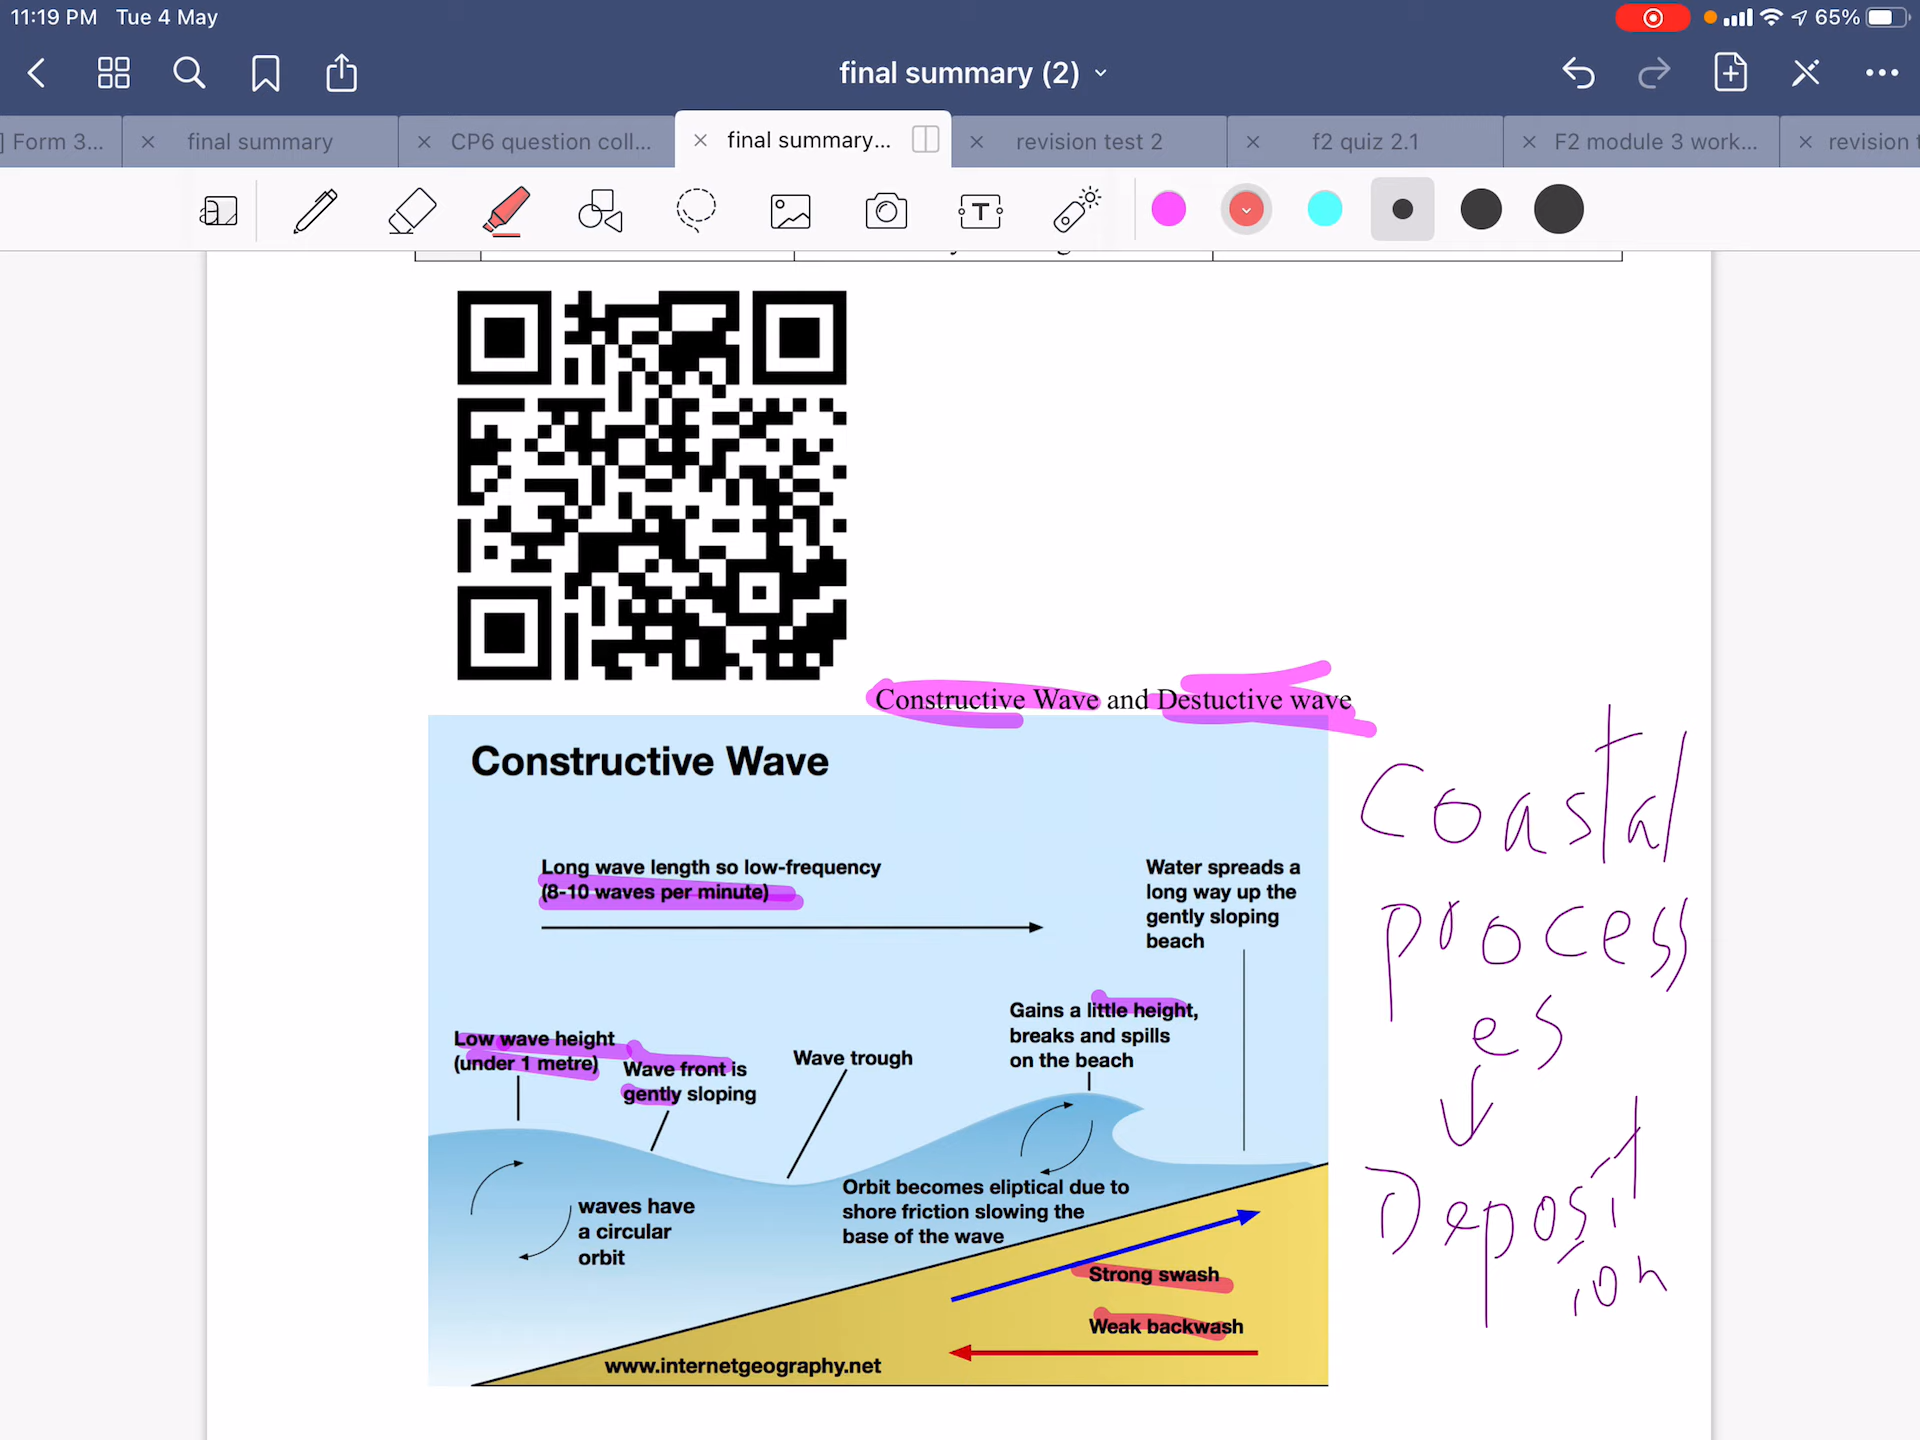 11:19 PM Tue 4 May
65%
final summary (2)
] Form 3...
final summary
CP6 question coll...
final summary...
revision test 2
f2 quiz 2.1
F2 module 3 work...
revision t
Constructive Wave and Destuctive wave
Constructive Wave
Long wave length so low-frequency
(8-10 waves per minute)
Water spreads a
long way up the
gently sloping
beach
Gains a little height,
breaks and spills
on the beach
Low wave height
(under 1 metre)
Wave front is
gently sloping
Wave trough
waves have
a circular
orbit
Orbit becomes eliptical due to
shore friction slowing the
base of the wave
Strong swash
Weak backwash
www.internetgeography.net
Coastal
process
es
Deposit
ion